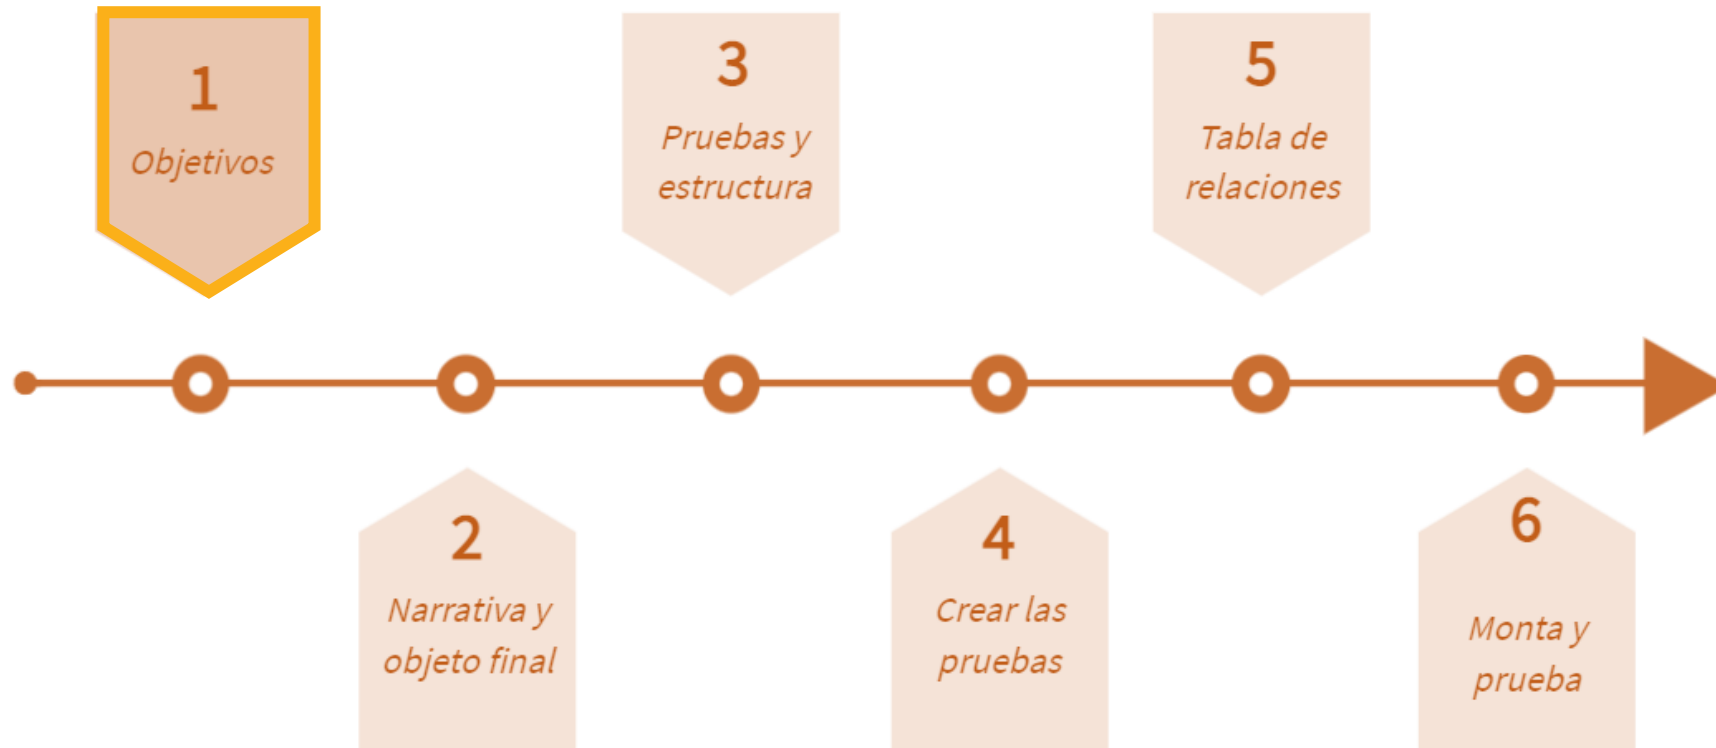 1
Objetivos
2
Narrativa y
objeto final
3
Pruebas y
estructura
4
Crear las
pruebas
5
Tabla de
relaciones
6
Monta y
prueba